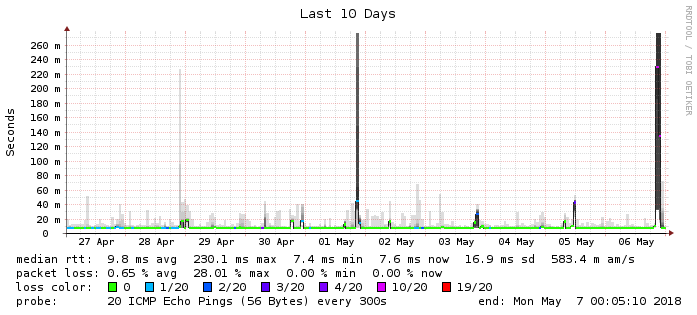 Last 10 Days
RRDTOOL / TOBI OETIKER
Seconds
260 m
240 m
220 m
200 m
180 m
160 m
140 m
120 m
100 m
80 m
60 m
40 m
20 m
0
27 Apr 28 Apr 29 Apr 30 Apr 01 May 02 May 03 May 04 May 05 May 06 May
median rtt: 9.8 ms avg 230.1 ms max 7.4 ms min 7.6 ms now 16.9 ms sd 583.4 m am/s
packet loss: 0.65 % avg 28.01 % max 0.00 % min 0.00 % now
loss color: 0 1/20 2/20 3/20 4/20 10/20 19/20
probe: 20 ICMP Echo Pings (56 Bytes) every 300s end: Mon May 7 00:05:10 2018